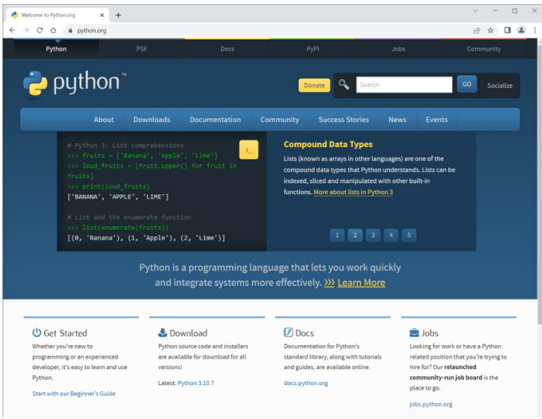 Welcome to Python.org
python.org
Python PSF Docs PyPI Jobs Community
python™
Donate Search GO Socialize
About Downloads Documentation Community Success Stories News Events
# Python 3: List comprehensions
>>> fruits = ['Banana', 'Apple', 'Lime']
>>> loud_fruits = [fruit.upper() for fruit in
fruits]
>>> print(loud_fruits)
['BANANA', 'APPLE', 'LIME']
# List and the enumerate function
>>> list(enumerate(fruits))
[(0, 'Banana'), (1, 'Apple'), (2, 'Lime')]
>_
Compound Data Types
Lists (known as arrays in other languages) are one of the
compound data types that Python understands. Lists can be
indexed, sliced and manipulated with other built-in
functions. More about lists in Python 3
1 2 3 4 5
Python is a programming language that lets you work quickly
and integrate systems more effectively. >>> Learn More
Get Started
Whether you're new to
programming or an experienced
developer, it's easy to learn and use
Python.
Start with our Beginner's Guide
Download
Python source code and installers
are available for download for all
versions!
Latest: Python 3.10.7
Docs
Documentation for Python's
standard library, along with tutorials
and guides, are available online.
docs.python.org
Jobs
Looking for work or have a Python
related position that you're trying to
hire for? Our relaunched
community-run job board is the
place to go.
jobs.python.org